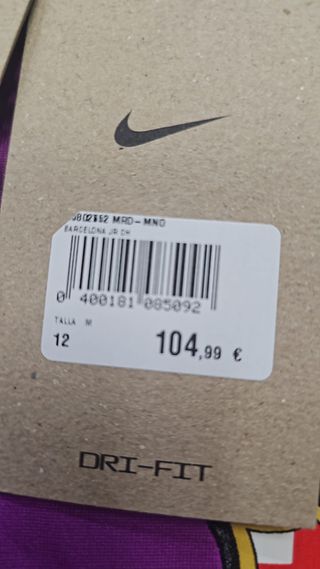 MRD-MNO
BARCELONA JR DH
0 400181 085092
TALLA M
12
104,99 €
DRI-FIT